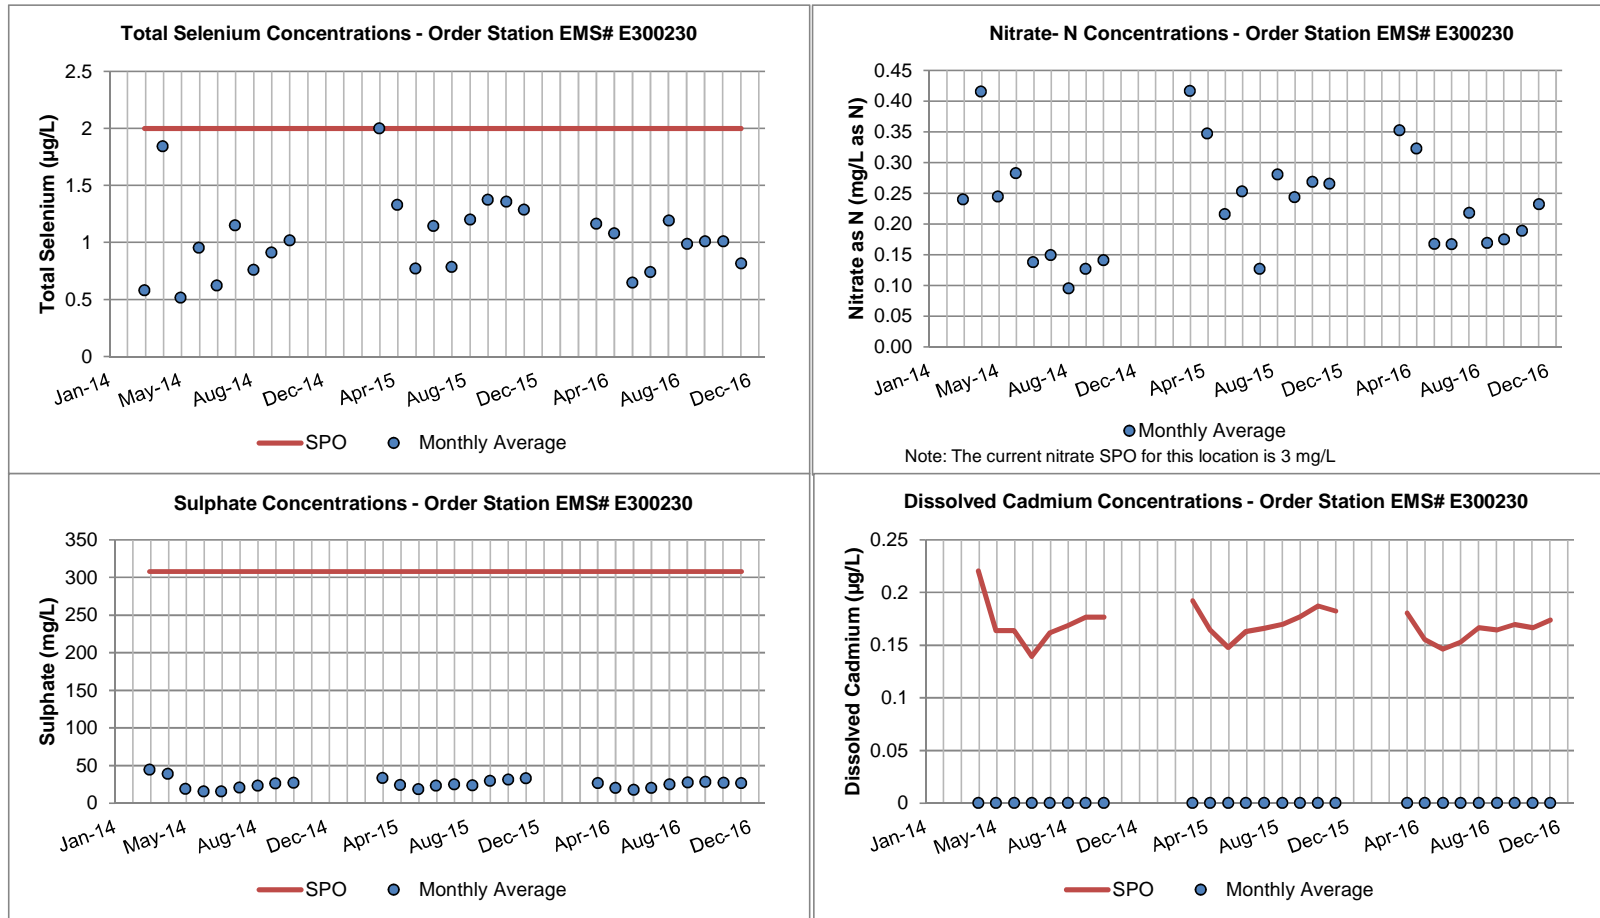 Total Selenium Concentrations - Order Station EMS# E300230
Total Selenium (µg/L)
2.5
2
1.5
1
0.5
0
Jan-14 May-14 Aug-14 Dec-14 Apr-15 Aug-15 Dec-15 Apr-16 Aug-16 Dec-16
SPO Monthly Average
Nitrate- N Concentrations - Order Station EMS# E300230
Nitrate as N (mg/L as N)
0.45
0.40
0.35
0.30
0.25
0.20
0.15
0.10
0.05
0.00
Jan-14 May-14 Aug-14 Dec-14 Apr-15 Aug-15 Dec-15 Apr-16 Aug-16 Dec-16
Monthly Average
Note: The current nitrate SPO for this location is 3 mg/L
Sulphate Concentrations - Order Station EMS# E300230
Sulphate (mg/L)
350
300
250
200
150
100
50
0
Jan-14 May-14 Aug-14 Dec-14 Apr-15 Aug-15 Dec-15 Apr-16 Aug-16 Dec-16
SPO Monthly Average
Dissolved Cadmium Concentrations - Order Station EMS# E300230
Dissolved Cadmium (µg/L)
0.25
0.2
0.15
0.1
0.05
0
Jan-14 May-14 Aug-14 Dec-14 Apr-15 Aug-15 Dec-15 Apr-16 Aug-16 Dec-16
SPO Monthly Average